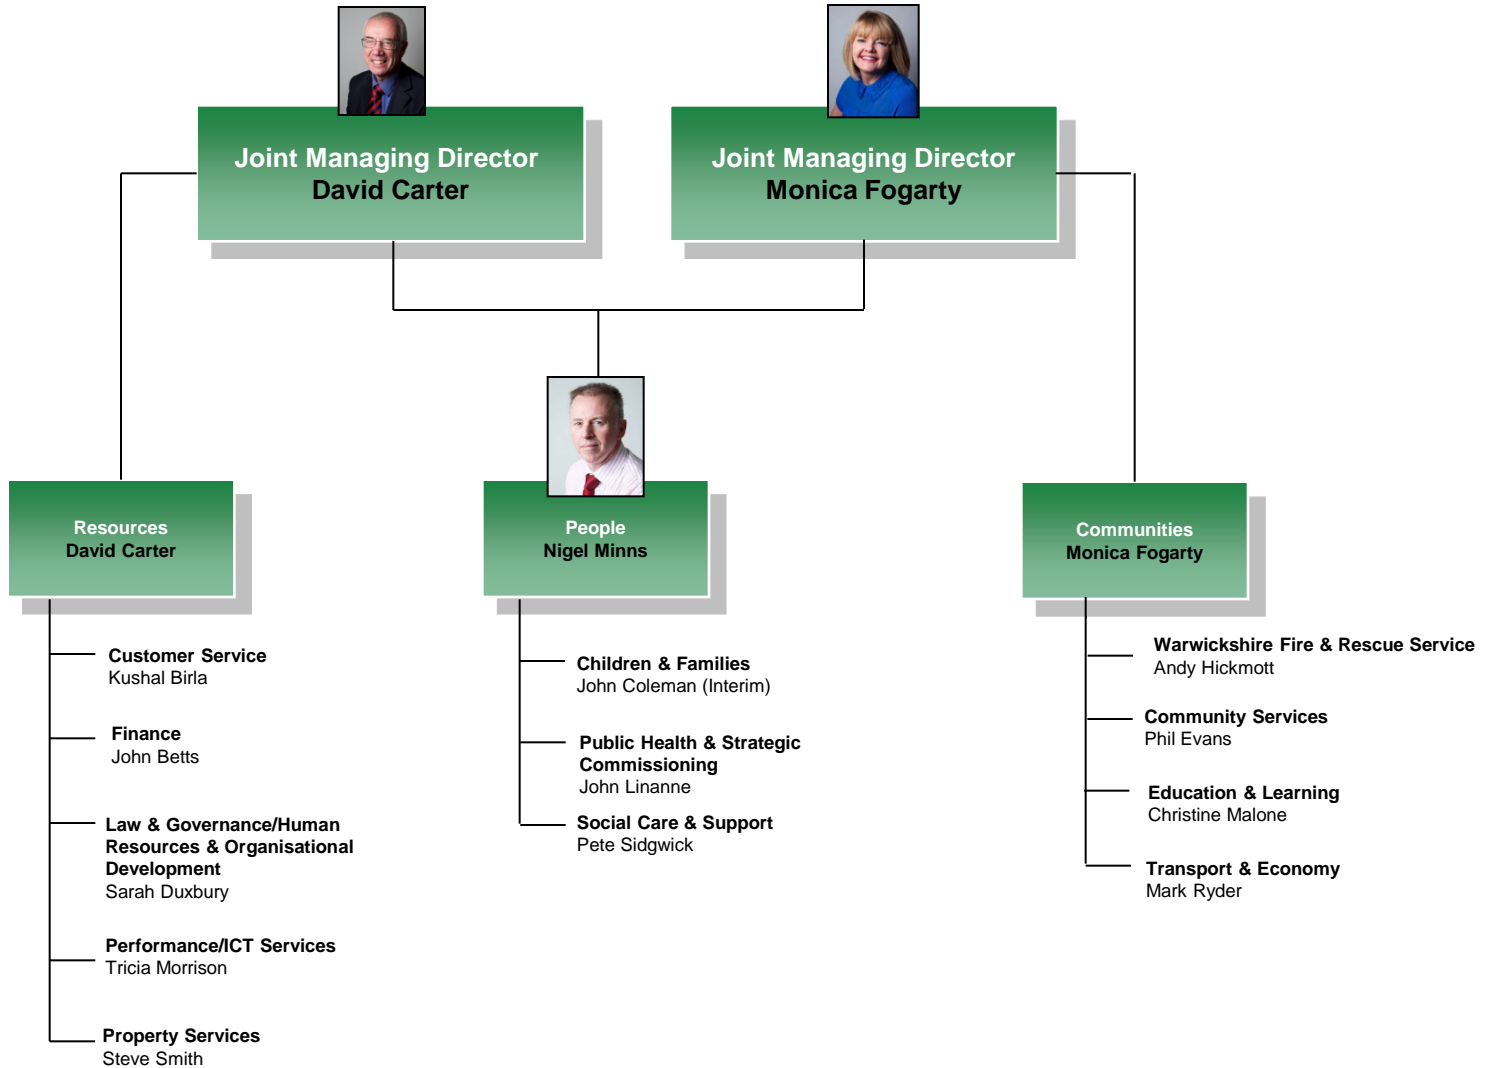 Joint Managing Director
David Carter
Joint Managing Director
Monica Fogarty
Resources
David Carter
People
Nigel Minns
Communities
Monica Fogarty
Customer Service
Kushal Birla
Finance
John Betts
Law & Governance/Human
Resources & Organisational
Development
Sarah Duxbury
Performance/ICT Services
Tricia Morrison
Property Services
Steve Smith
Children & Families
John Coleman (Interim)
Public Health & Strategic
Commissioning
John Linanne
Social Care & Support
Pete Sidgwick
Warwickshire Fire & Rescue Service
Andy Hickmott
Community Services
Phil Evans
Education & Learning
Christine Malone
Transport & Economy
Mark Ryder